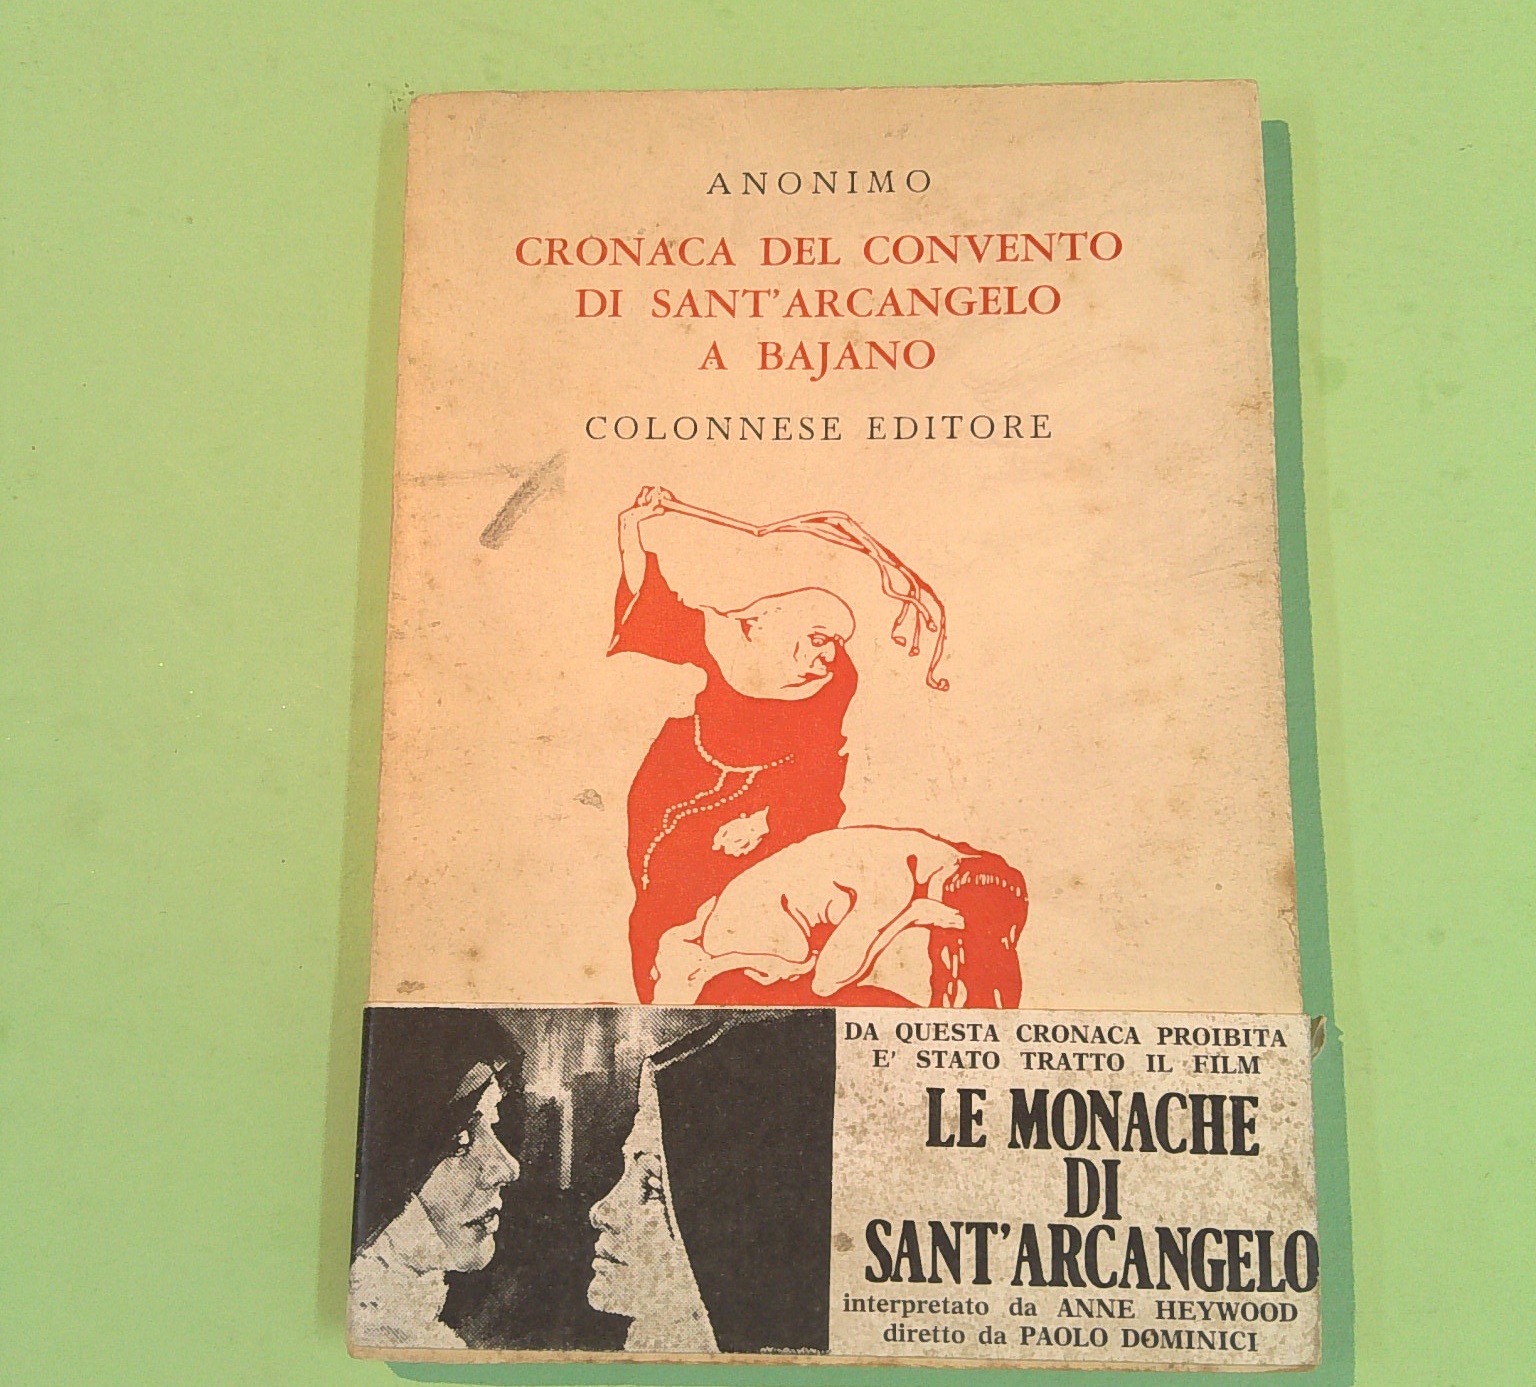 ANONIMO
CRONACA DEL CONVENTO
DI SANT'ARCANGELO
A BAJANO
COLONNESE EDITORE
DA QUESTA CRONACA PROIBITA
E' STATO TRATTO IL FILM
LE MONACHE
DI
SANT'ARCANGELO
interpretato da ANNE HEYWOOD
diretto da PAOLO DOMINICI